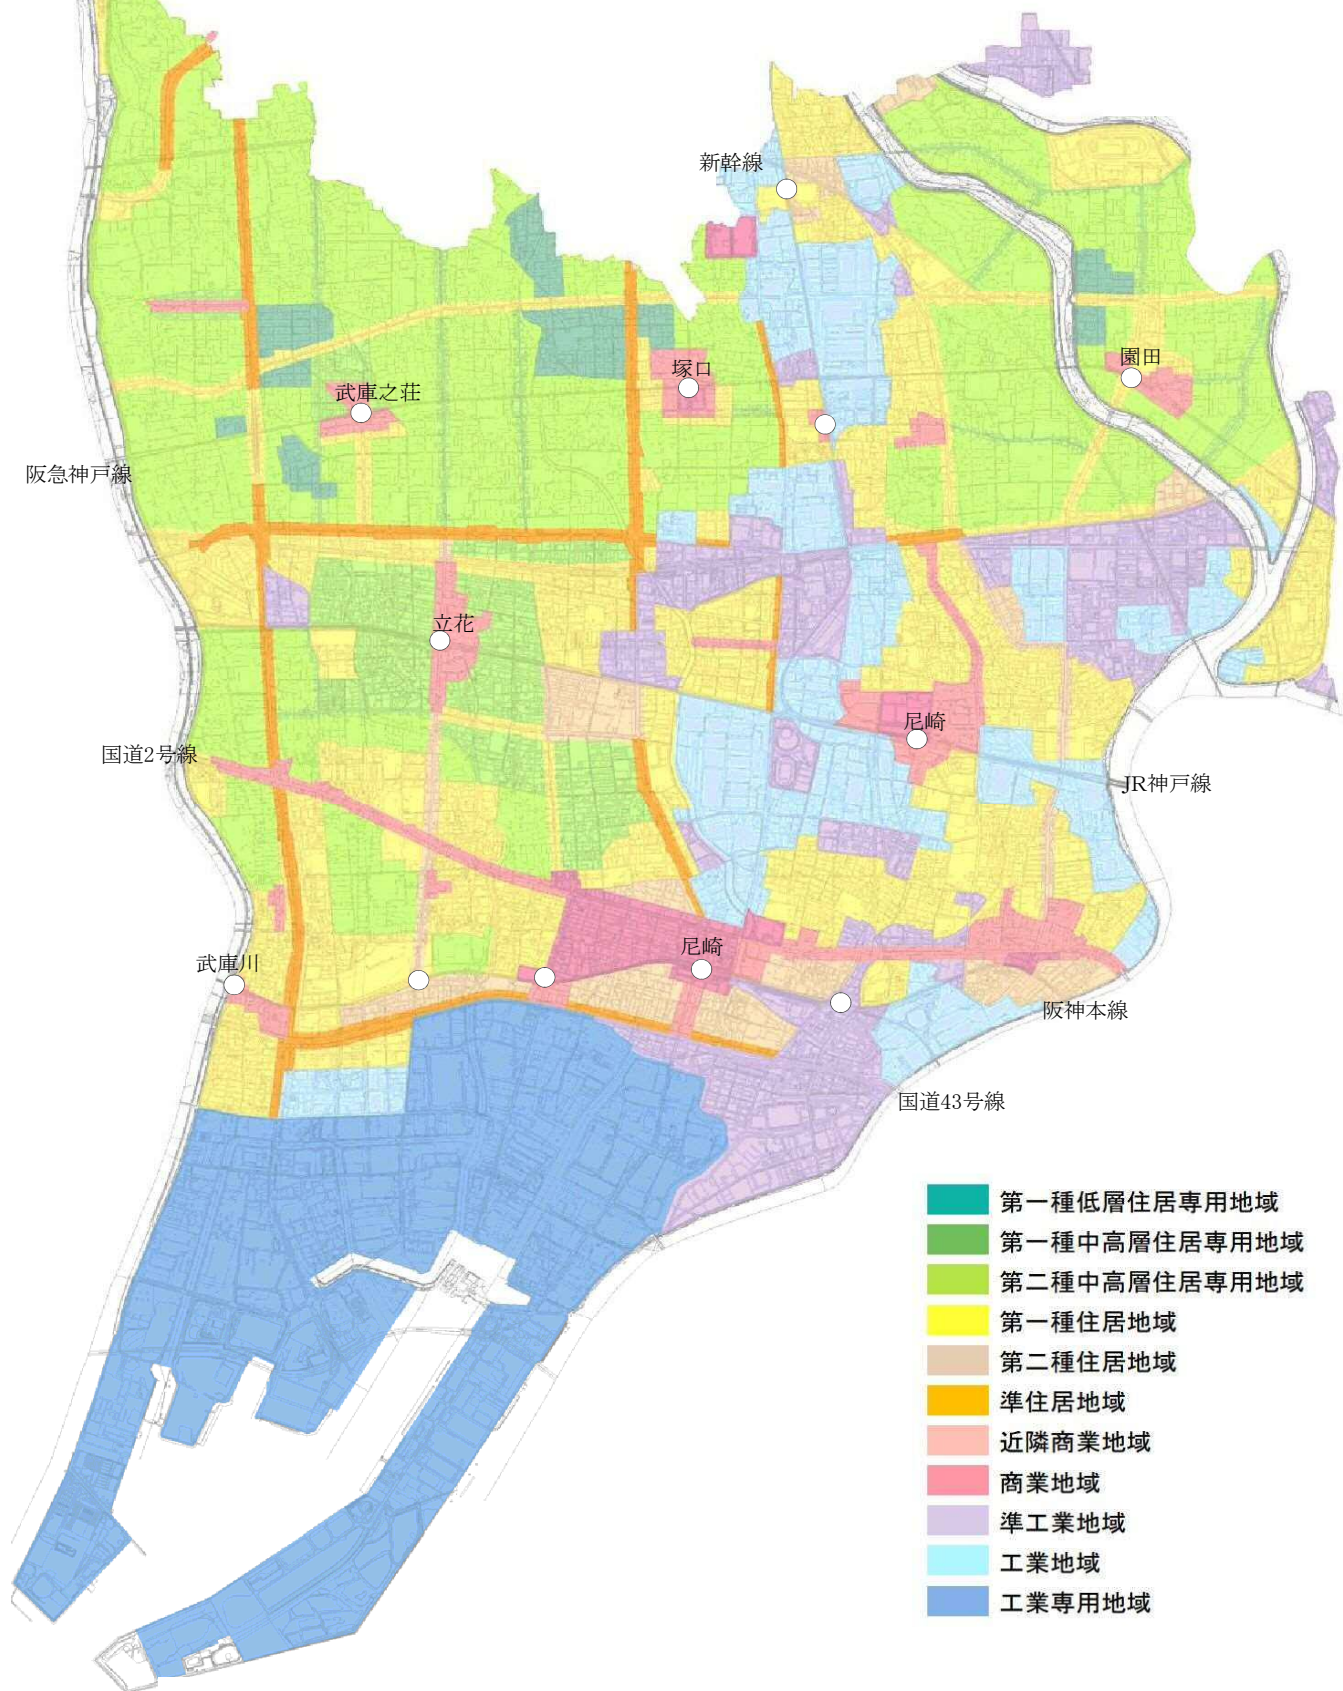 新幹線
園田
塚口
武庫之荘
阪急神戸線
立花
尼崎
国道2号線
JR神戸線
尼崎
武庫川
阪神本線
国道43号線
第一種低層住居専用地域
第一種中高層住居専用地域
第二種中高層住居専用地域
第一種住居地域
第二種住居地域
準住居地域
近隣商業地域
商業地域
準工業地域
工業地域
工業専用地域